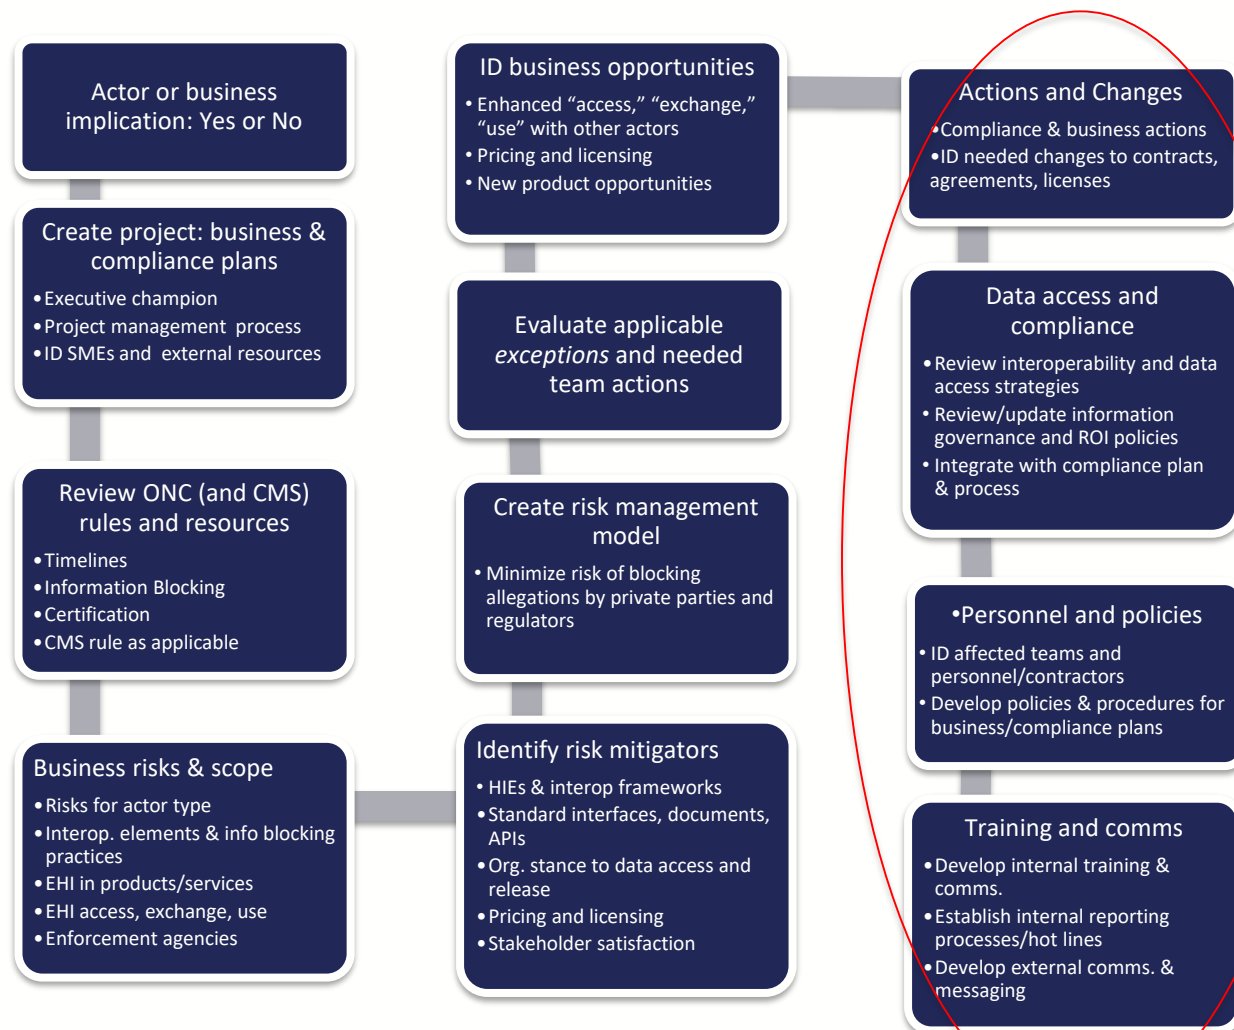 Actor or business
implication: Yes or No
Create project: business &
compliance plans
•Executive champion
•Project management process
•ID SMEs and external resources
Review ONC (and CMS)
rules and resources
•Timelines
•Information Blocking
•Certification
•CMS rule as applicable
Business risks & scope
•Risks for actor type
•Interop. elements & info blocking
practices
•EHI in products/services
•EHI access, exchange, use
•Enforcement agencies
Identify risk mitigators
• HIEs & interop frameworks
•Standard interfaces, documents,
APIs
•Org. stance to data access and
release
•Pricing and licensing
•Stakeholder satisfaction
Create risk management
model
• Minimize risk of blocking
allegations by private parties and
regulators
Evaluate applicable
exceptions and needed
team actions
ID business opportunities
• Enhanced “access,” “exchange,”
“use” with other actors
• Pricing and licensing
• New product opportunities
Actions and Changes
•Compliance & business actions
•ID needed changes to contracts,
agreements, licenses
Data access and
compliance
•Review interoperability and data
access strategies
•Review/update information
governance and ROI policies
•Integrate with compliance plan
& process
•Personnel and policies
• ID affected teams and
personnel/contractors
• Develop policies & procedures for
business/compliance plans
Training and comms
•Develop internal training &
comms.
•Establish internal reporting
processes/hot lines
•Develop external comms. &
messaging